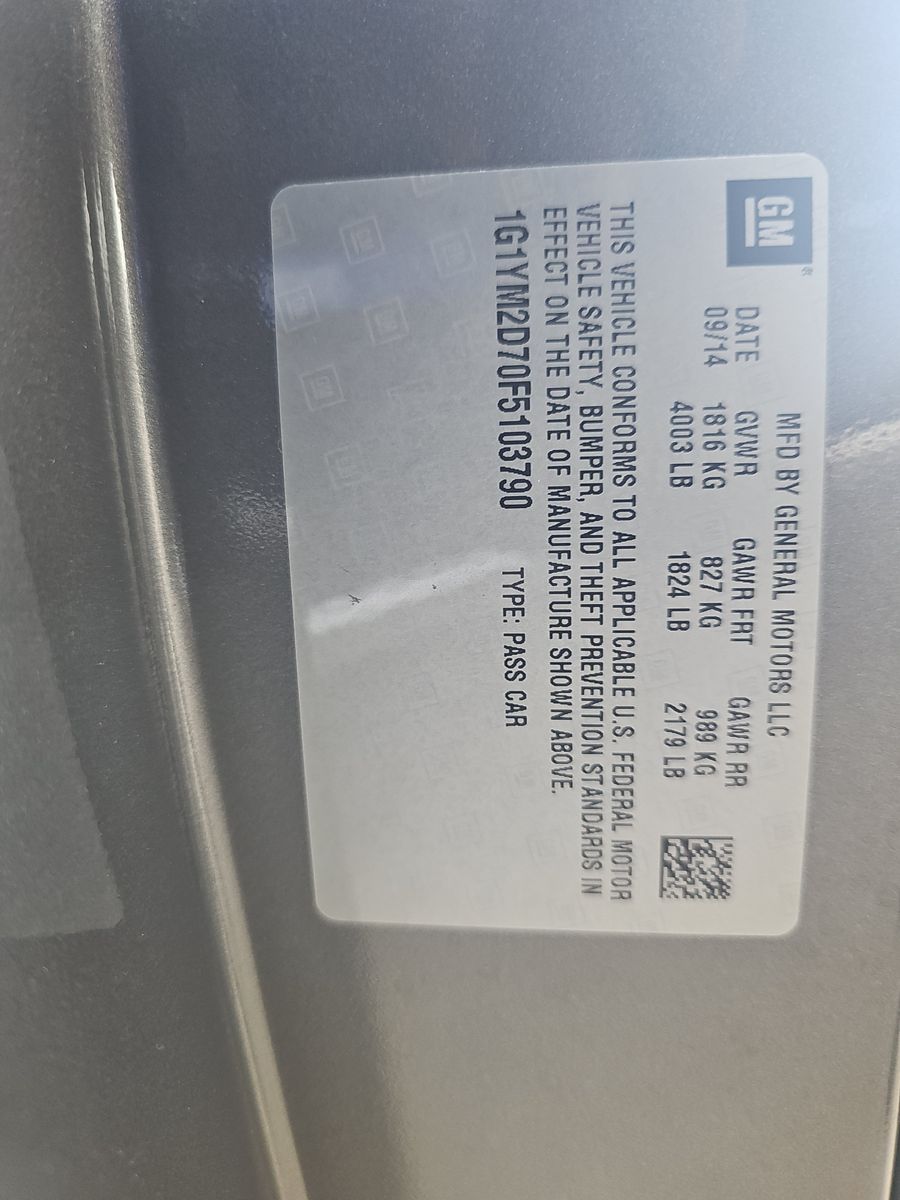 GM®
MFD BY GENERAL MOTORS LLC
DATE GVWR GAWR FRT GAWR RR
09/14 1816 KG 827 KG 989 KG
4003 LB 1824 LB 2179 LB
THIS VEHICLE CONFORMS TO ALL APPLICABLE U.S. FEDERAL MOTOR
VEHICLE SAFETY, BUMPER, AND THEFT PREVENTION STANDARDS IN
EFFECT ON THE DATE OF MANUFACTURE SHOWN ABOVE.
1G1YM2D70F5103790 TYPE: PASS CAR